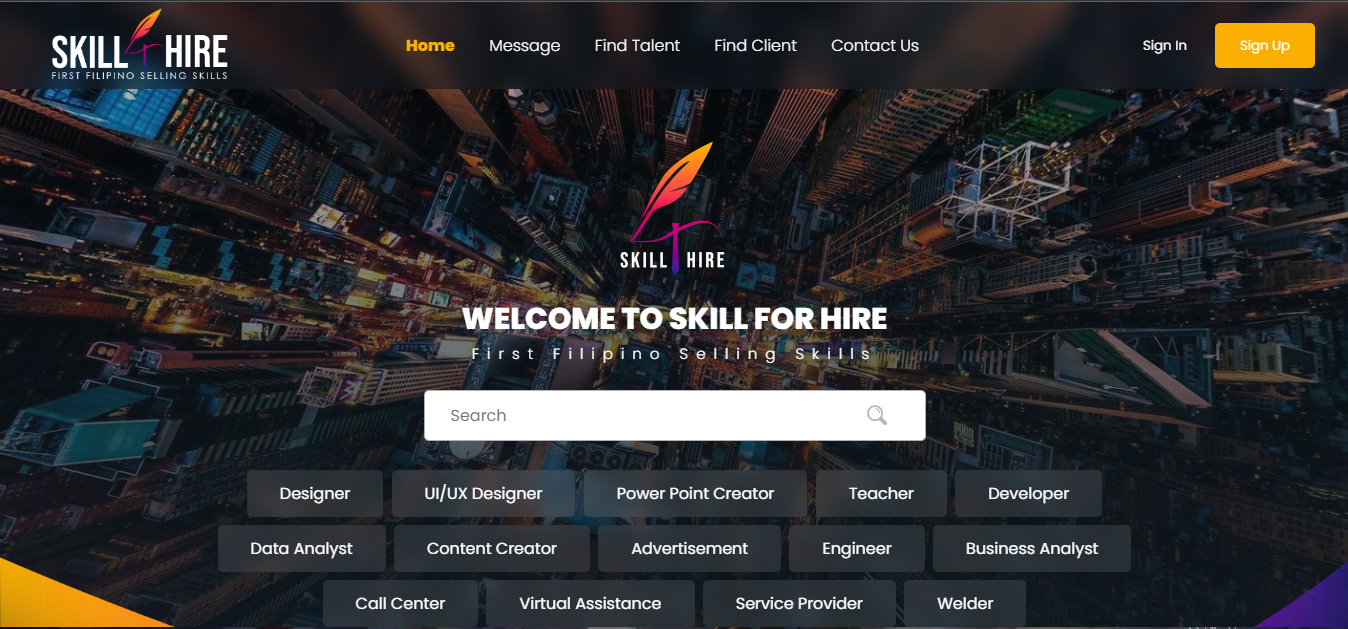 SKILL 4 HIRE
FIRST FILIPINO SELLING SKILLS
Home Message Find Talent Find Client Contact Us Sign In Sign Up
SKILL 4 HIRE
WELCOME TO SKILL FOR HIRE
First Filipino Selling Skills
Search
Designer UI/UX Designer Power Point Creator Teacher Developer
Data Analyst Content Creator Advertisement Engineer Business Analyst
Call Center Virtual Assistance Service Provider Welder